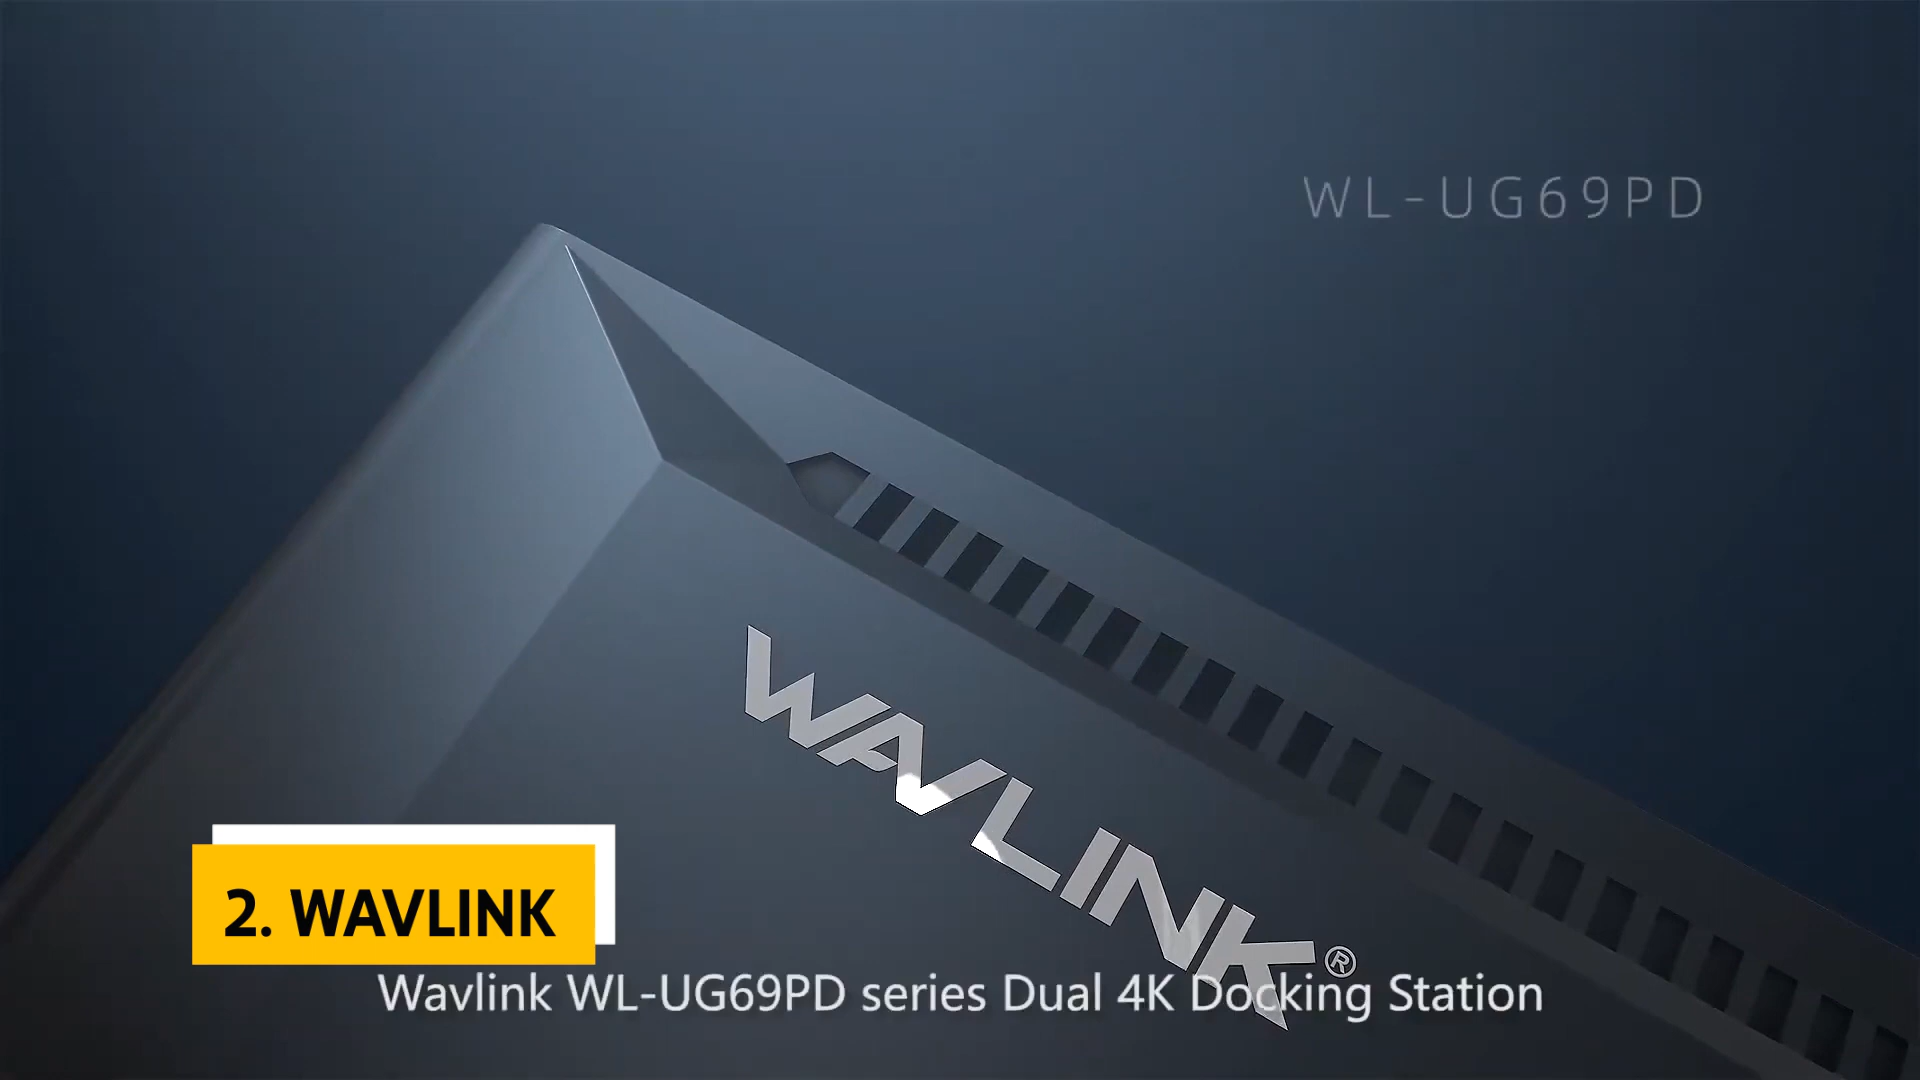 WL-UG69PD
WAVLINK®
2. WAVLINK
Wavlink WL-UG69PD series Dual 4K Docking Station